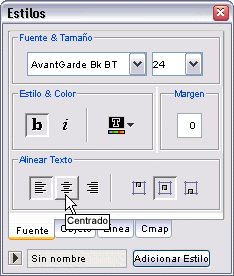 Estilos
Fuente & Tamaño
AvantGarde Bk BT
24
Estilo & Color
Margen
b
i
T
0
Alinear Texto
Centrado
Fuente
Objeto
Línea
Cmap
Sin nombre
Adicionar Estilo